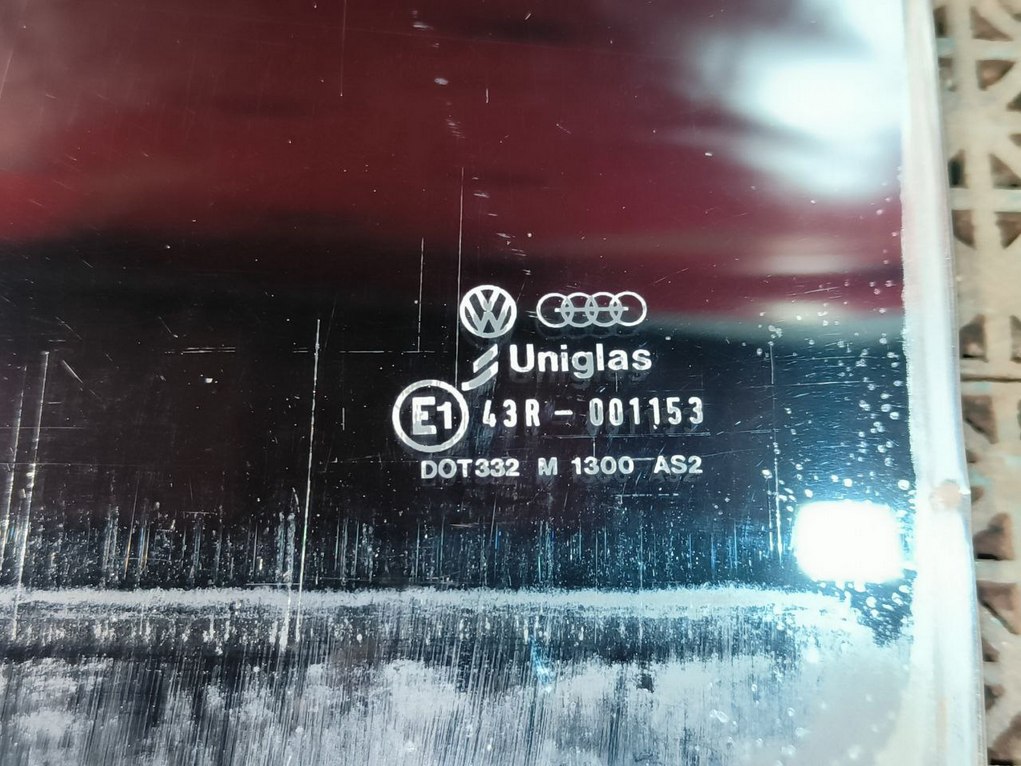 Uniglas
E1 43R - 001153
DOT332 M 1300 AS2